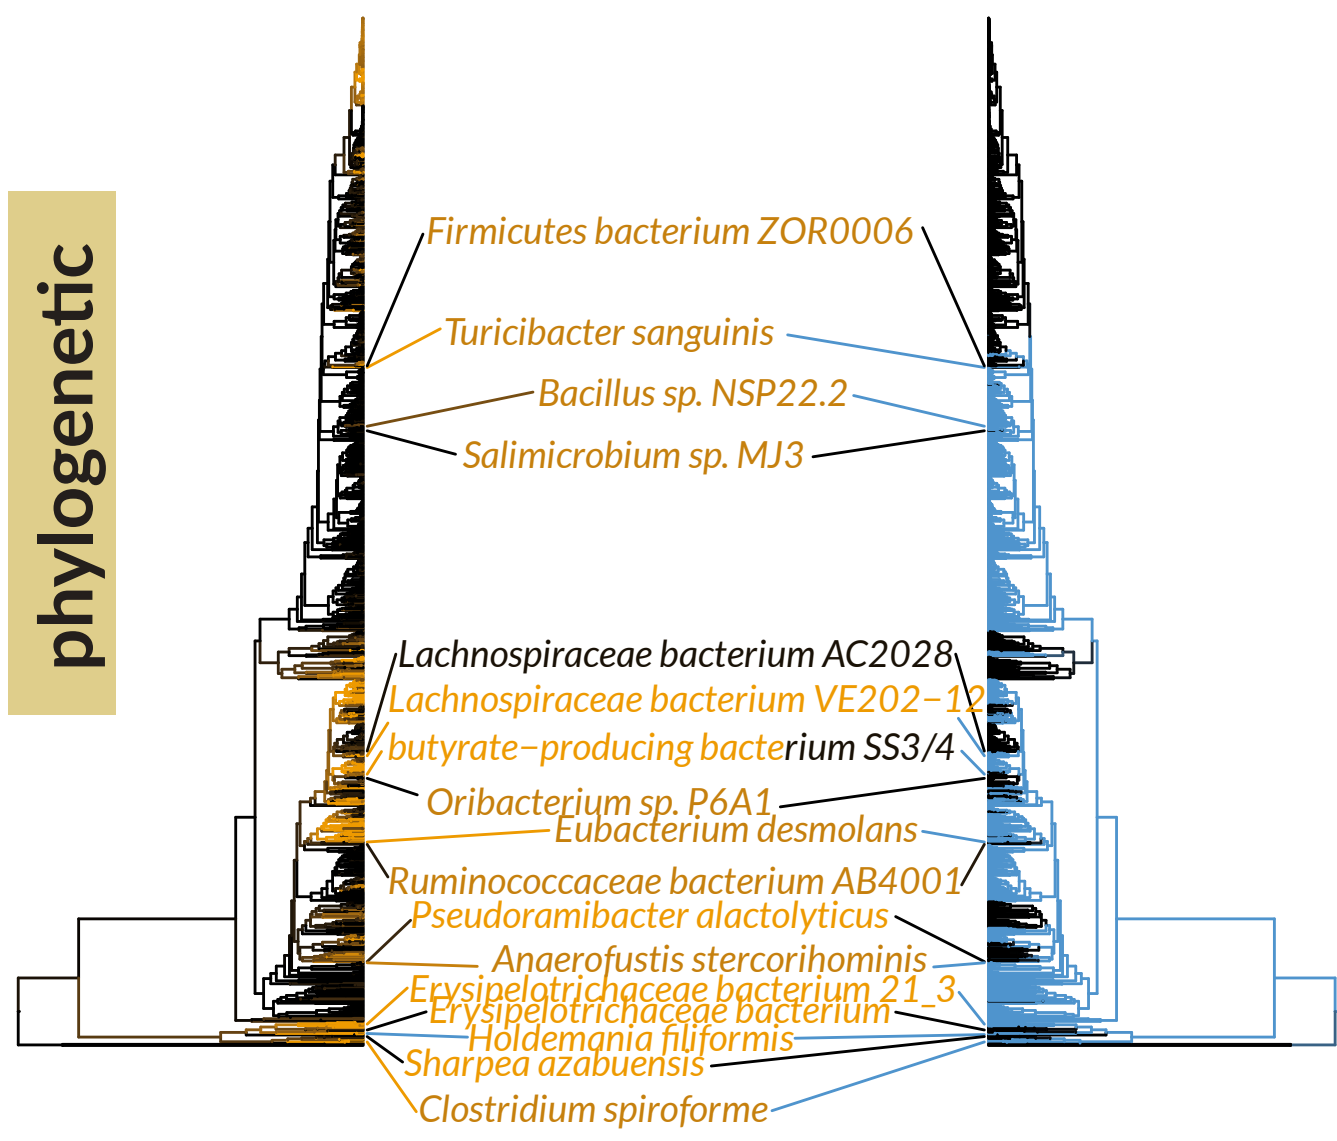 phylogenetic
Firmicutes bacterium ZOR0006
Turicibacter sanguinis
Bacillus sp. NSP22.2
Salimicrobium sp. MJ3
Lachnospiraceae bacterium AC2028
Lachnospiraceae bacterium VE202−12
butyrate−producing bacterium SS3/4
Oribacterium sp. P6A1
Eubacterium desmolans
Ruminococcaceae bacterium AB4001
Pseudoramibacter alactolyticus
Anaerofustis stercorihominis
Erysipelotrichaceae bacterium 21_3
Erysipelotrichaceae bacterium
Holdemania filiformis
Sharpea azabuensis
Clostridium spiroforme